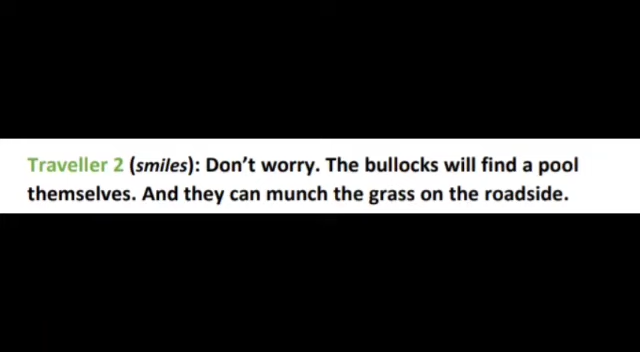 Traveller 2 (smiles): Don’t worry. The bullocks will find a pool
themselves. And they can munch the grass on the roadside.